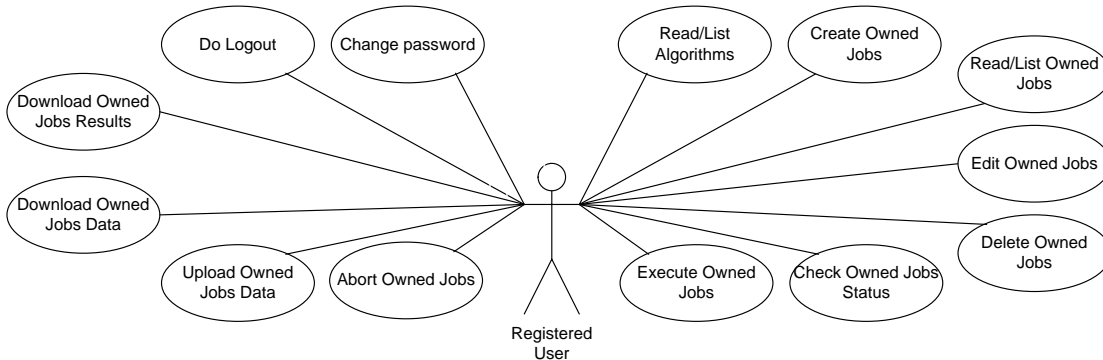 Do Logout
Change password
Read/List
Algorithms
Create Owned
Jobs
Read/List Owned
Jobs
Download Owned
Jobs Results
Edit Owned Jobs
Download Owned
Jobs Data
Upload Owned
Jobs Data
Abort Owned Jobs
Execute Owned
Jobs
Check Owned Jobs
Status
Delete Owned
Jobs
Registered
User